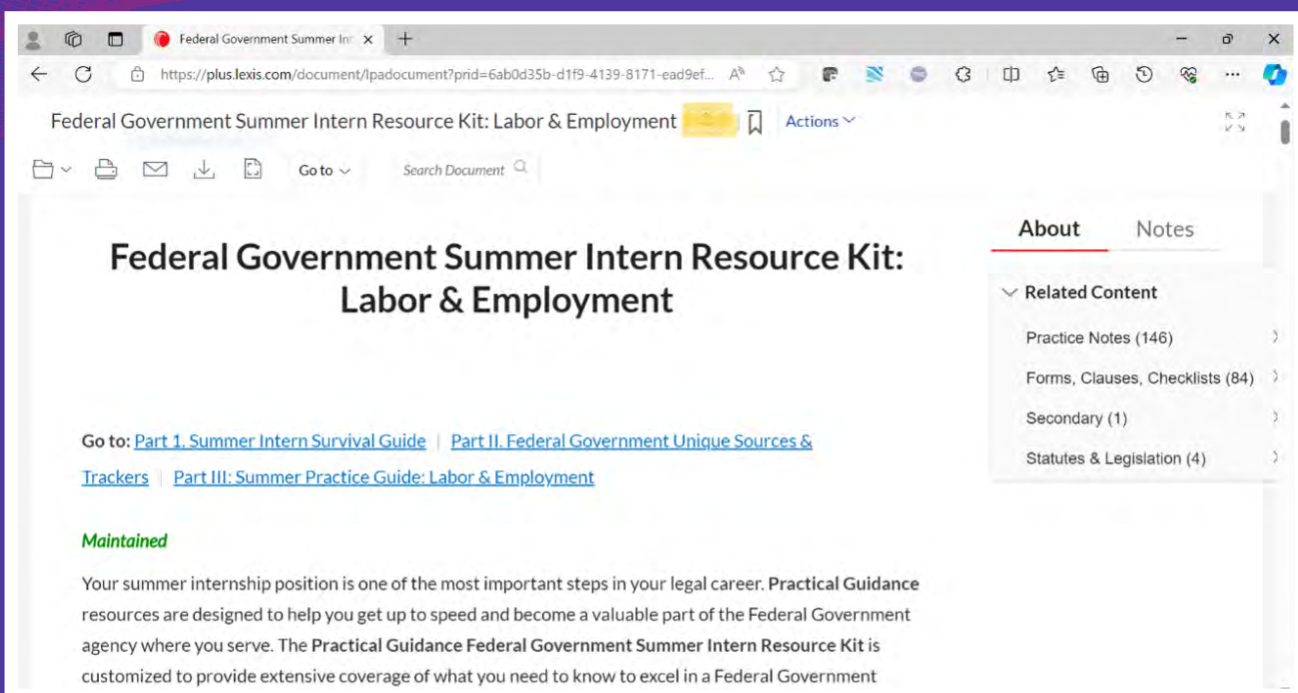 Federal Government Summer Int
https://plus.lexis.com/document/lpadocument?prid=6ab0d35b-d1f9-4139-8171-ead9ef...
Federal Government Summer Intern Resource Kit: Labor & Employment
Actions
Go to
Search Document
Federal Government Summer Intern Resource Kit:
Labor & Employment
Go to: Part 1. Summer Intern Survival Guide | Part II. Federal Government Unique Sources &
Trackers | Part III: Summer Practice Guide: Labor & Employment
Maintained
Your summer internship position is one of the most important steps in your legal career. Practical Guidance
resources are designed to help you get up to speed and become a valuable part of the Federal Government
agency where you serve. The Practical Guidance Federal Government Summer Intern Resource Kit is
customized to provide extensive coverage of what you need to know to excel in a Federal Government
About Notes
Related Content
Practice Notes (146)
Forms, Clauses, Checklists (84)
Secondary (1)
Statutes & Legislation (4)